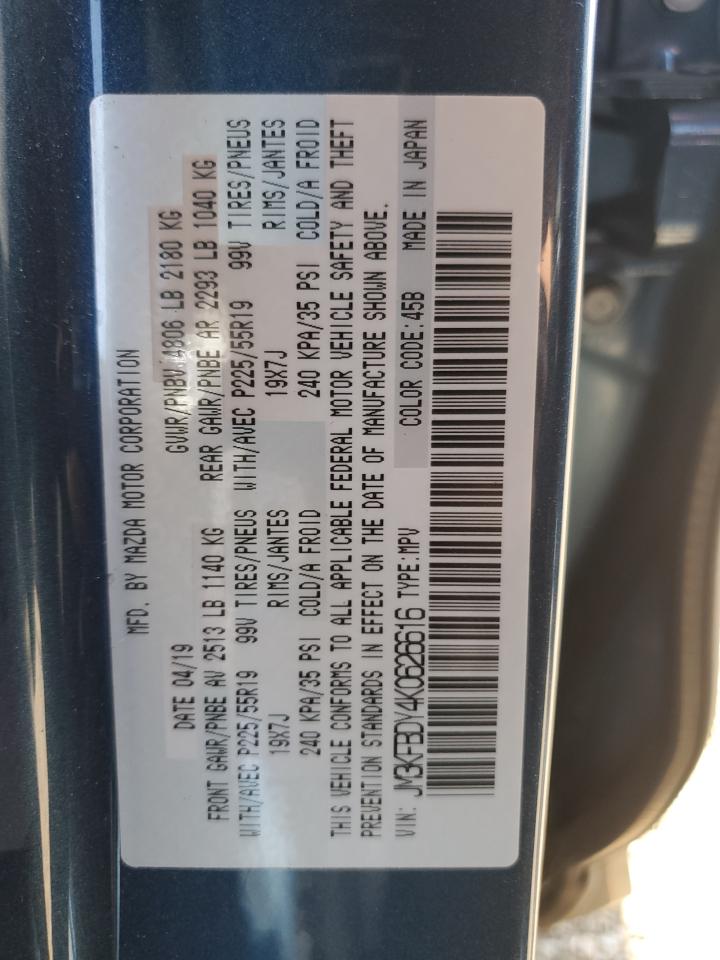 MFD. BY MAZDA MOTOR CORPORATION
DATE 04/19 GVWR/PNBV 4806 LB 2180 KG
FRONT GAWR/PNBE AV 2513 LB 1140 KG REAR GAWR/PNBE AR 2293 LB 1040 KG
WITH/AVEC P225/55R19 99V TIRES/PNEUS WITH/AVEC P225/55R19 99V TIRES/PNEUS
19X7J RIMS/JANTES 19X7J RIMS/JANTES
240 KPA/35 PSI COLD/A FROID 240 KPA/35 PSI COLD/A FROID
THIS VEHICLE CONFORMS TO ALL APPLICABLE FEDERAL MOTOR VEHICLE SAFETY AND THEFT
PREVENTION STANDARDS IN EFFECT ON THE DATE OF MANUFACTURE SHOWN ABOVE.
VIN: JM3KFBDY4K0626616 TYPE:MPV COLOR CODE:45B MADE IN JAPAN